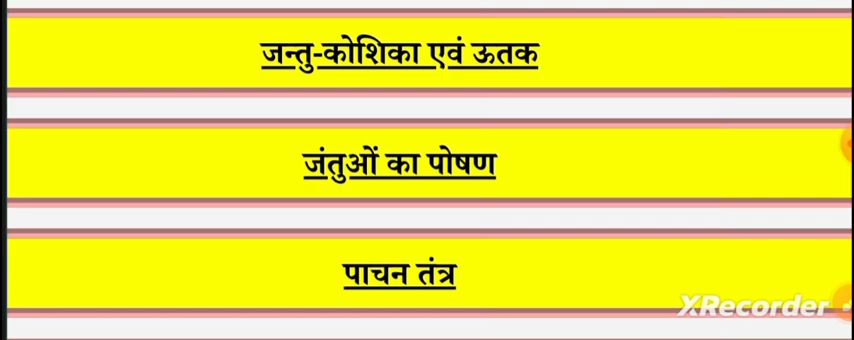 जन्तु-कोशिका एवं ऊतक
जंतुओं का पोषण
पाचन तंत्र
XRecorder